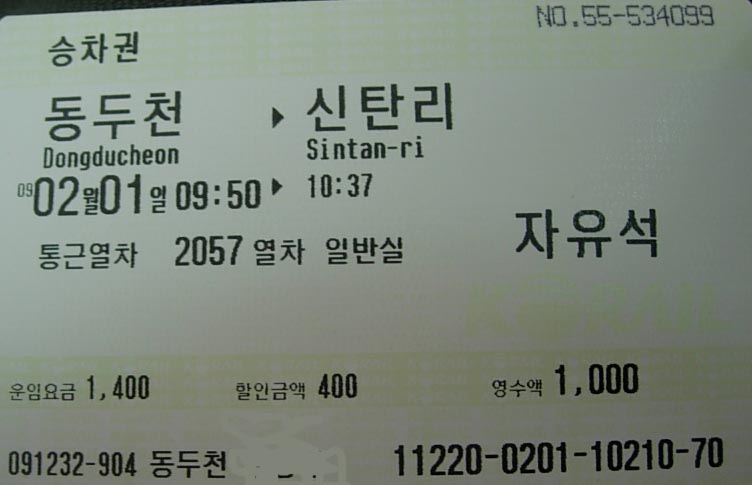 NO.55-534099
승차권
동두천 ▶ 신탄리
Dongducheon Sintan-ri
09 02월01일 09:50 ▶ 10:37
통근열차 2057 열차 일반실 자유석
KORAIL
운임요금 1,400 할인금액 400 영수액 1,000
091232-904 동두천 11220-0201-10210-70